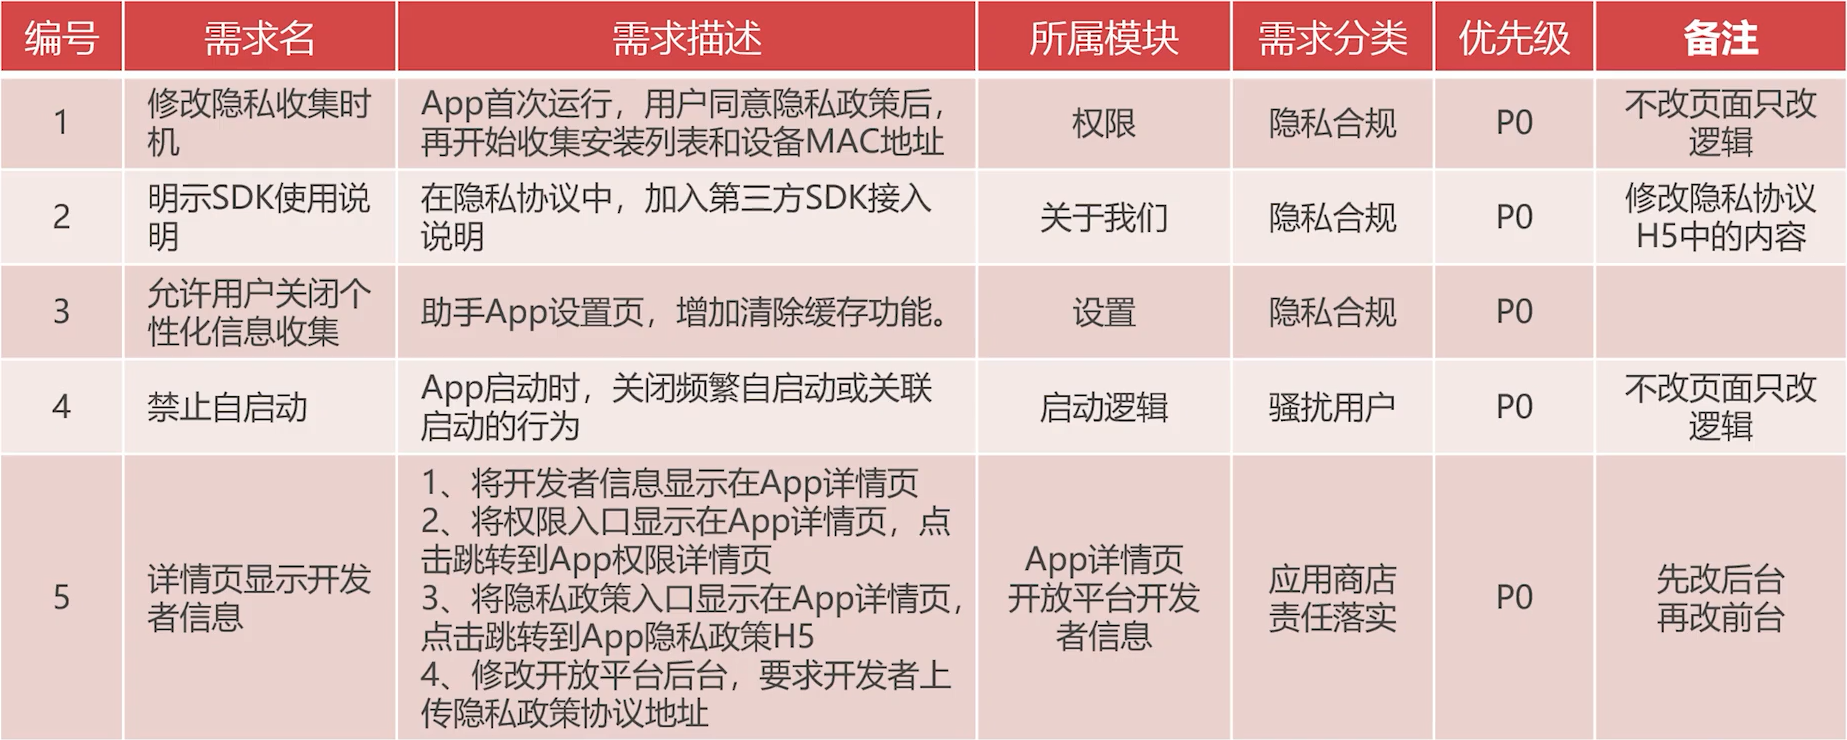 编号 需求名 需求描述 所属模块 需求分类 优先级 备注
1
修改隐私收集时
机
App首次运行，用户同意隐私政策后，
再开始收集安装列表和设备MAC地址
权限
隐私合规
P0
不改页面只改
逻辑
2
明示SDK使用说
明
在隐私协议中，加入第三方SDK接入
说明
关于我们
隐私合规
P0
修改隐私协议
H5中的内容
3
允许用户关闭个
性化信息收集
助手App设置页，增加清除缓存功能。
设置
隐私合规
P0
4
禁止自启动
App启动时，关闭频繁自启动或关联
启动的行为
启动逻辑
骚扰用户
P0
不改页面只改
逻辑
5
详情页显示开发
者信息
1、将开发者信息显示在App详情页
2、将权限入口显示在App详情页，点
击跳转到App权限详情页
3、将隐私政策入口显示在App详情页，
点击跳转到App隐私政策H5
4、修改开放平台后台，要求开发者上
传隐私政策协议地址
App详情页
开放平台开发
者信息
应用商店
责任落实
P0
先改后台
再改前台